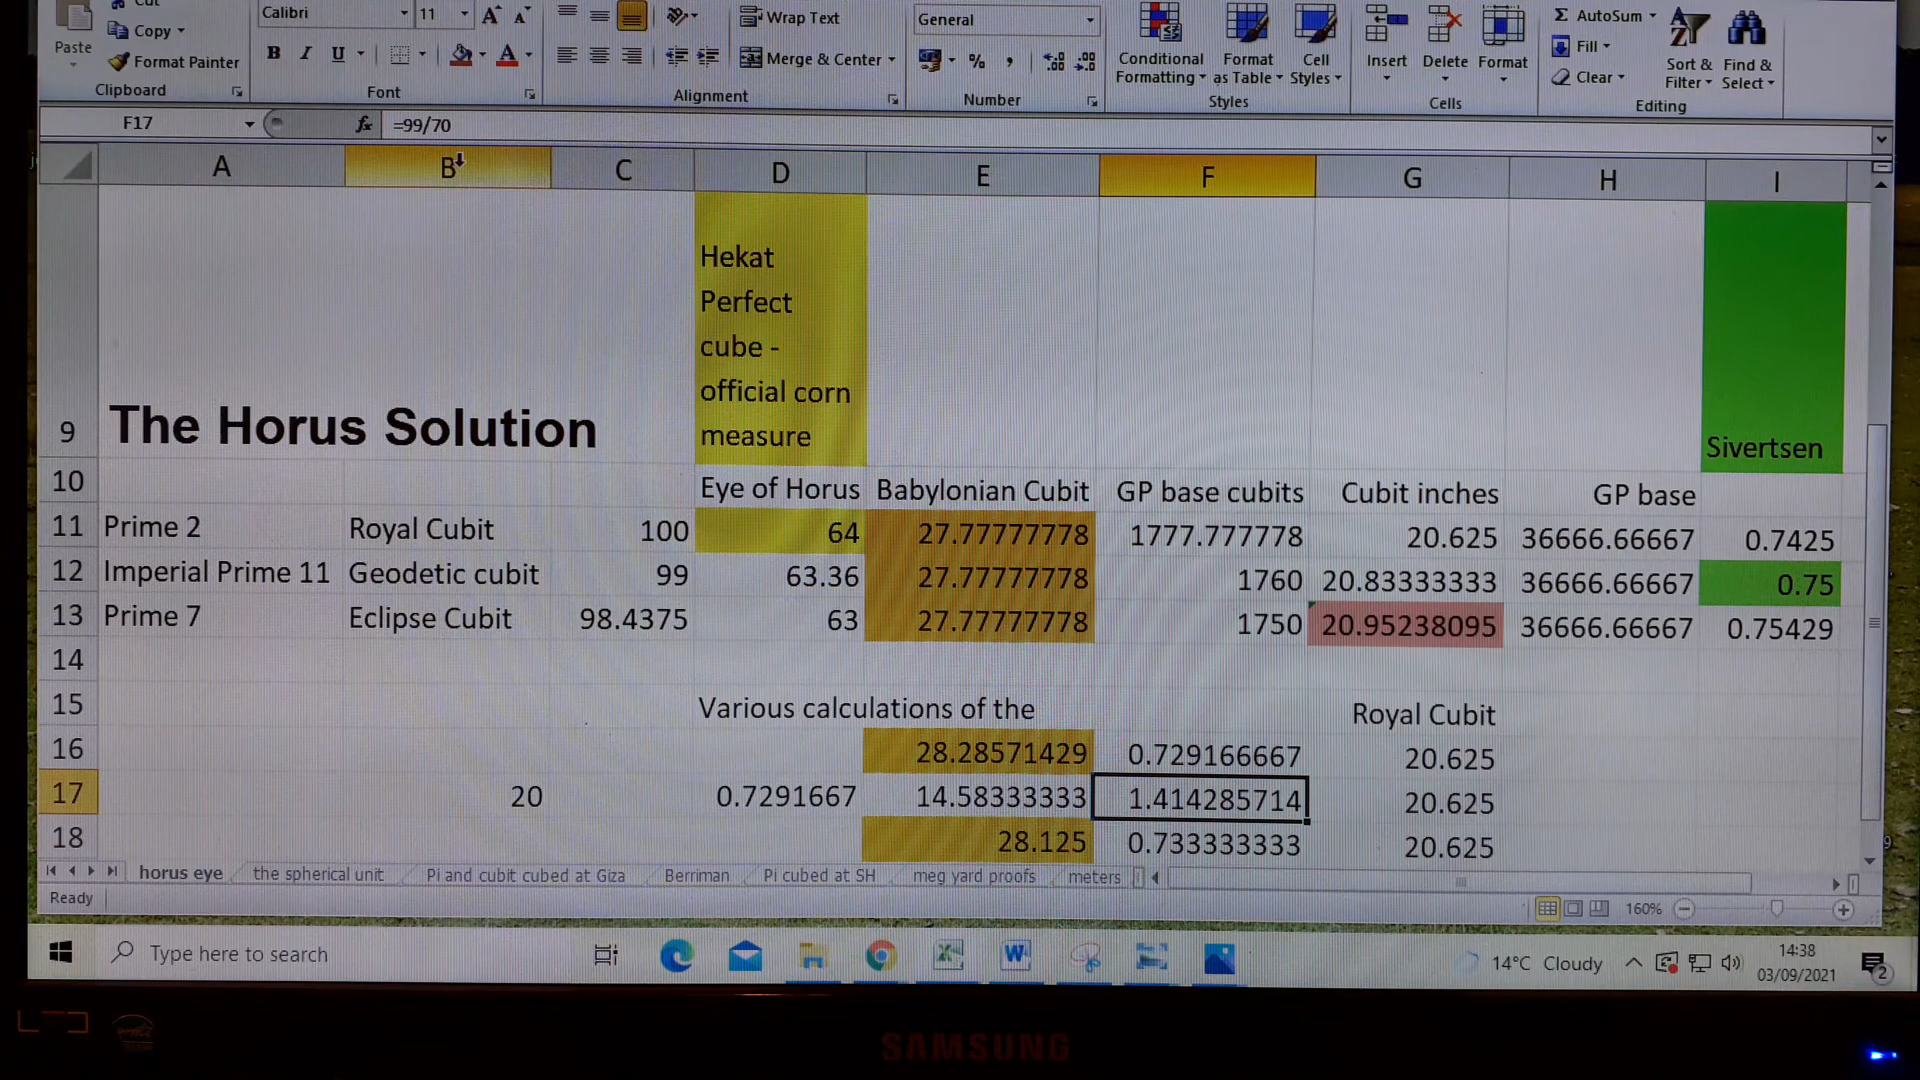 Cut
Calibri 11
Paste Copy
Format Painter
Clipboard
B I U A
Font
Wrap Text
Merge & Center
Alignment
General
% ,
Number
Conditional Formatting
Format as Table
Cell Styles
Styles
Insert
Delete
Format
Cells
Σ AutoSum
Fill
Clear
Sort & Filter
Find & Select
Editing
F17 fx =99/70
A B C D E F G H I
Hekat
Perfect
cube -
official corn
measure
9 The Horus Solution Sivertsen
10 Eye of Horus Babylonian Cubit GP base cubits Cubit inches GP base
11 Prime 2 Royal Cubit 100 64 27.77777778 1777.777778 20.625 36666.66667 0.7425
12 Imperial Prime 11 Geodetic cubit 99 63.36 27.77777778 1760 20.83333333 36666.66667 0.75
13 Prime 7 Eclipse Cubit 98.4375 63 27.77777778 1750 20.95238095 36666.66667 0.75429
14
15 Various calculations of the Royal Cubit
16 28.28571429 0.729166667 20.625
17 20 0.7291667 14.58333333 1.414285714 20.625
18 28.125 0.733333333 20.625
horus eye the spherical unit Pi and cubit cubed at Giza Berriman Pi cubed at SH meg yard proofs meters
Ready 160%
Type here to search 14°C Cloudy 14:38
03/09/2021 2
SAMSUNG